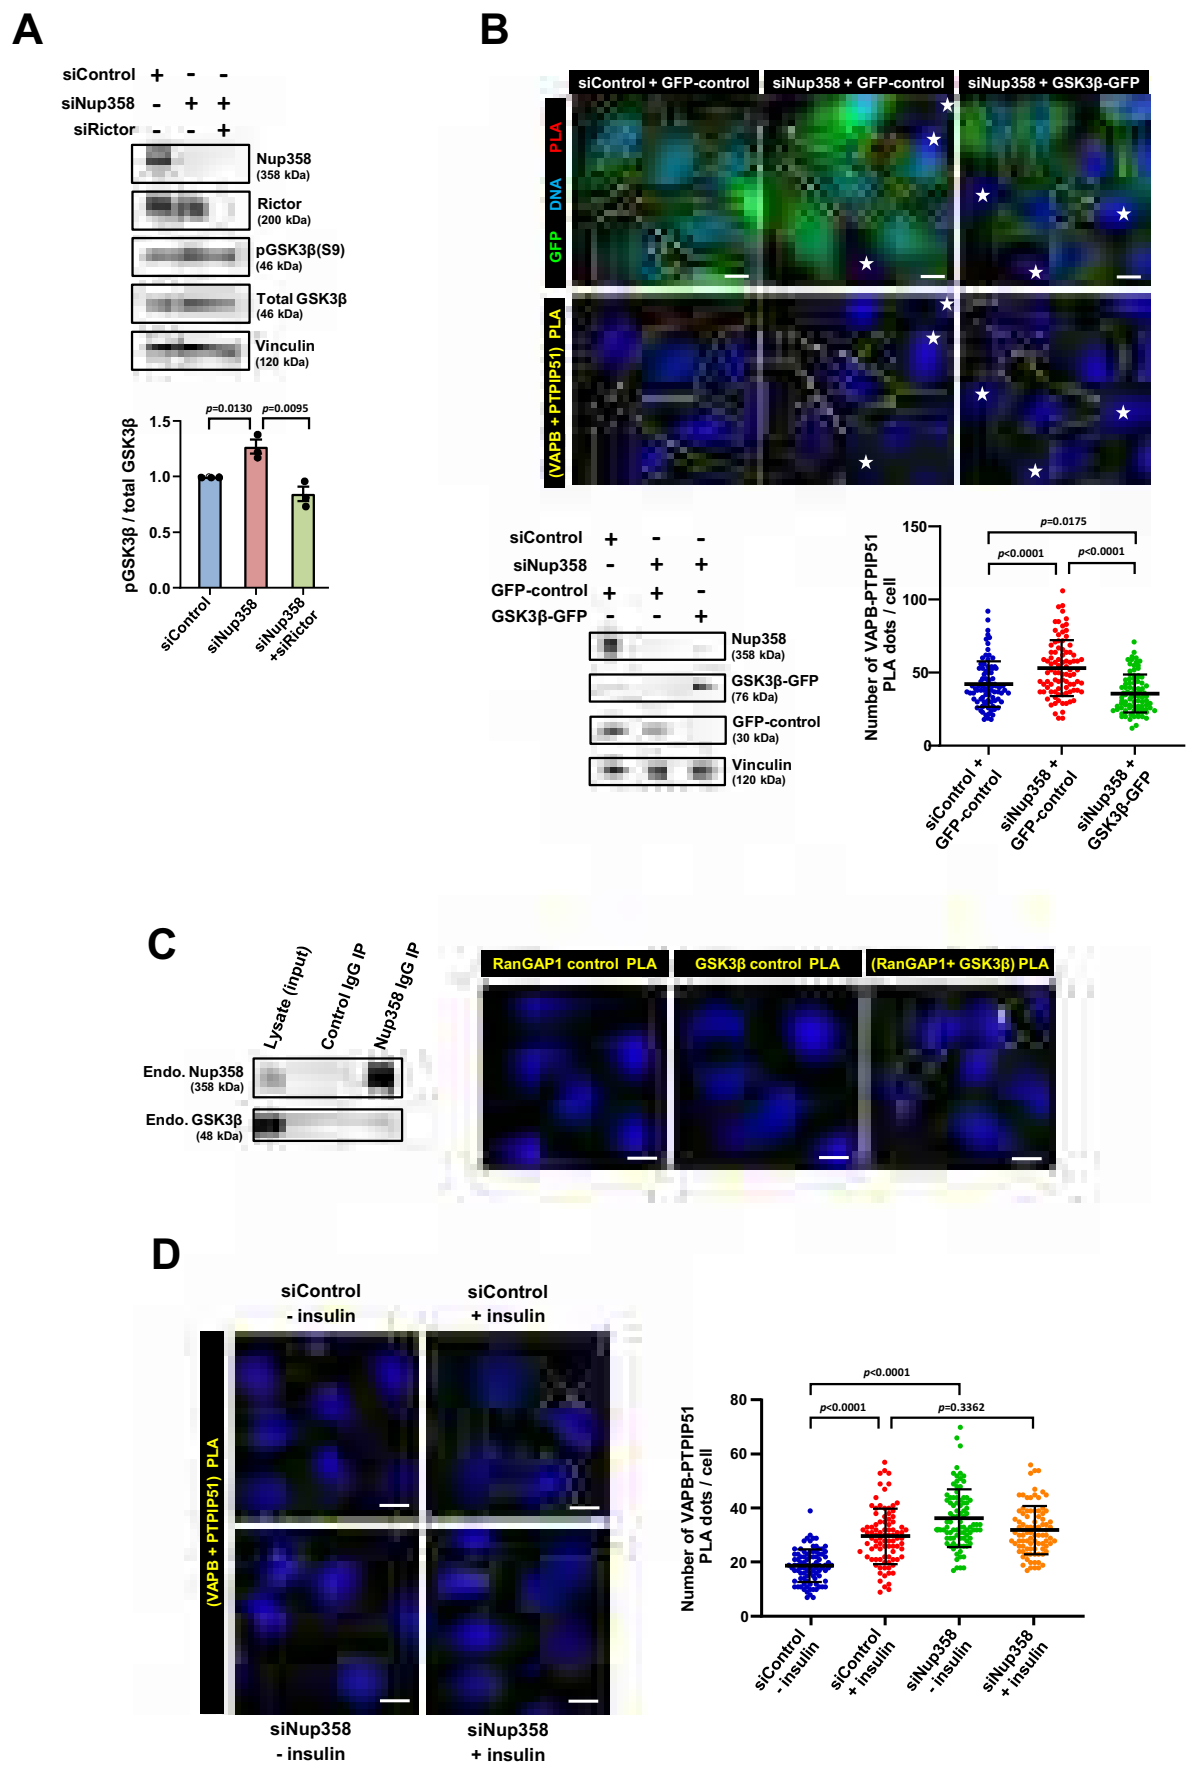 A
siControl + - -
siNup358 - + +
siRictor - - +
Nup358
(358 kDa)
Rictor
(200 kDa)
pGSK3β(S9)
(46 kDa)
Total GSK3β
(46 kDa)
Vinculin
(120 kDa)
p=0.0130 p=0.0095
pGSK3β / total GSK3β
1.5
1.0
0.5
0.0
siControl
siNup358
siNup358
+siRictor
B
siControl + GFP-control
siNup358 + GFP-control
siNup358 + GSK3β-GFP
GFP DNA PLA
(VAPB + PTPIP51) PLA
siControl + - -
siNup358 - + +
GFP-control + + -
GSK3β-GFP - - +
Nup358
(358 kDa)
GSK3β-GFP
(76 kDa)
GFP-control
(30 kDa)
Vinculin
(120 kDa)
Number of VAPB-PTPIP51
PLA dots / cell
150
100
50
0
p=0.0175
p<0.0001 p<0.0001
siControl +
GFP-control
siNup358 +
GFP-control
siNup358 +
GSK3β-GFP
C
Lysate (input)
Control IgG IP
Nup358 IgG IP
Endo. Nup358
(358 kDa)
Endo. GSK3β
(48 kDa)
RanGAP1 control PLA
GSK3β control PLA
(RanGAP1+ GSK3β) PLA
D
siControl
- insulin
siControl
+ insulin
(VAPB + PTPIP51) PLA
siNup358
- insulin
siNup358
+ insulin
Number of VAPB-PTPIP51
PLA dots / cell
80
60
40
20
0
p<0.0001
p<0.0001 p=0.3362
siControl
- insulin
siControl
+ insulin
siNup358
- insulin
siNup358
+ insulin